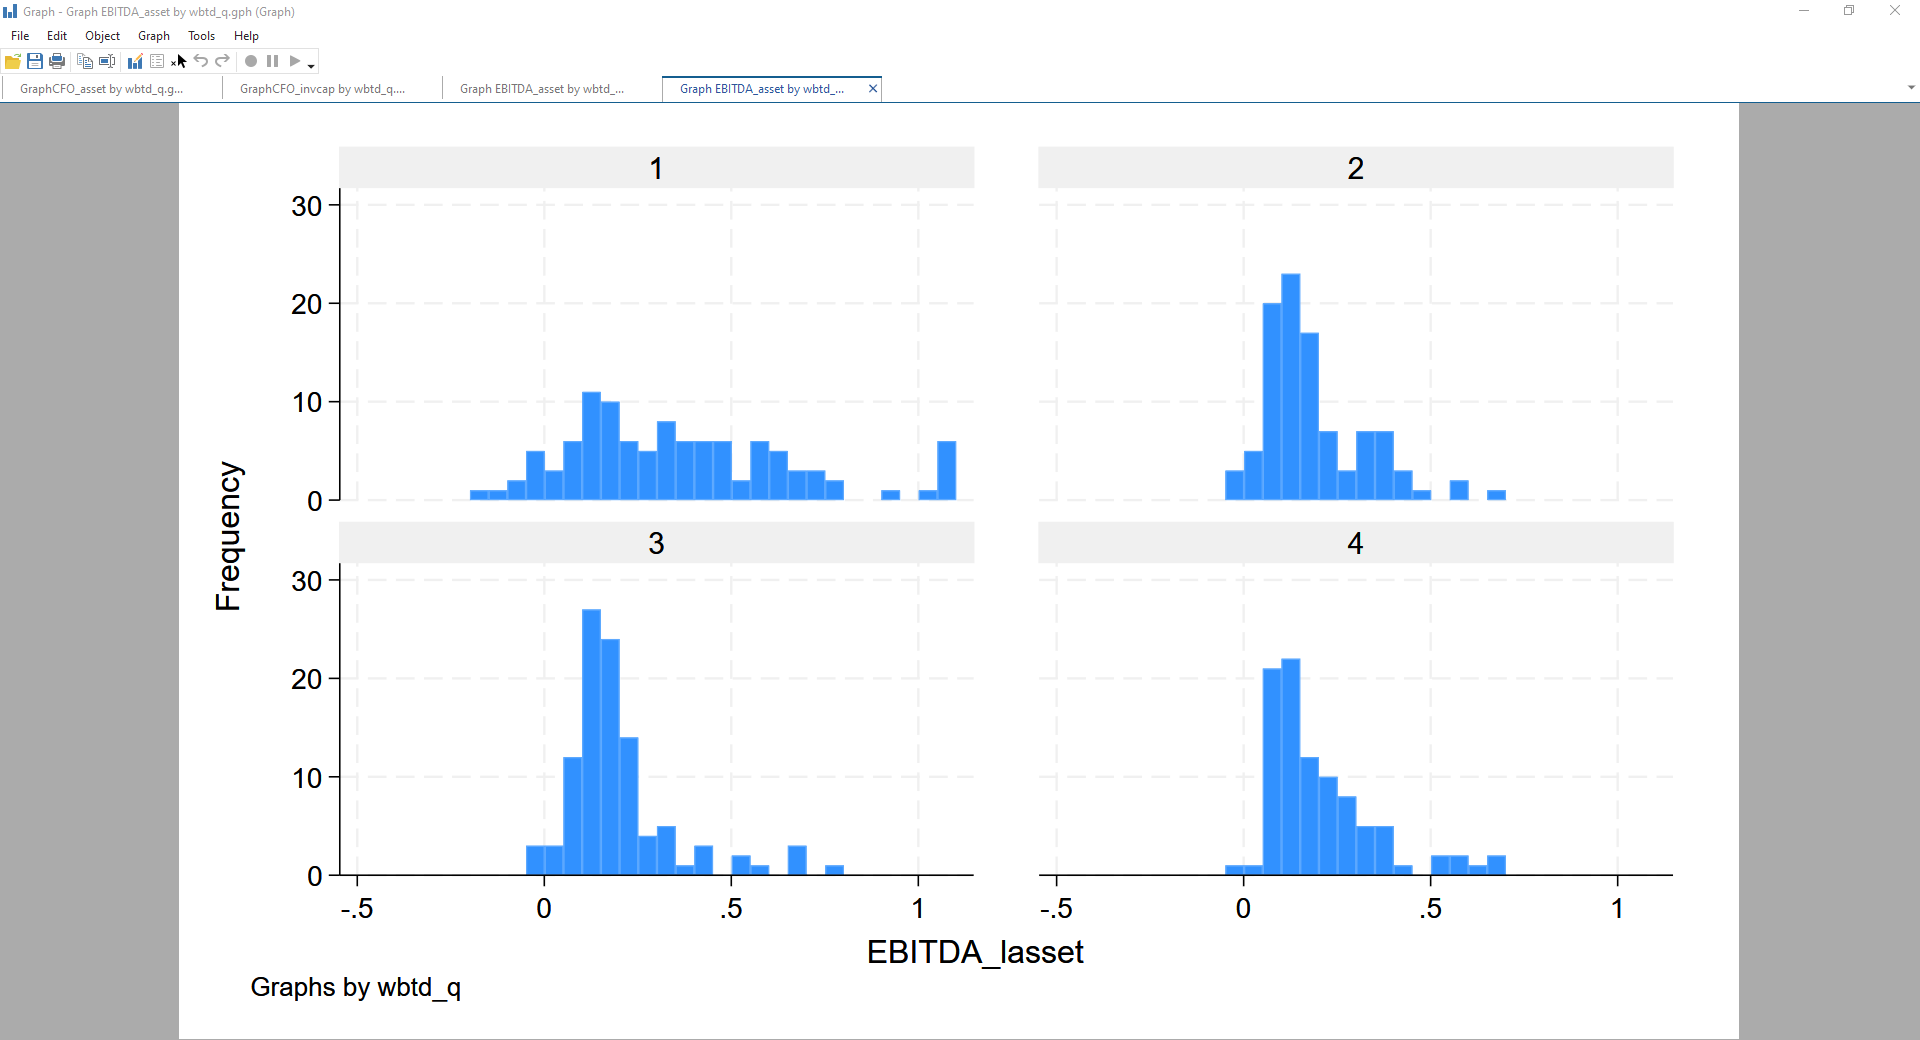 Graph - Graph EBITDA_asset by wbtd_q.gph (Graph)
File Edit Object Graph Tools Help
GraphCFO_asset by wbtd_q.g... GraphCFO_invcap by wbtd_q.... Graph EBITDA_asset by wbtd_... Graph EBITDA_asset by wbtd_...
1 2
30
20
10
0
Frequency
3 4
30
20
10
0
-.5 0 .5 1 -.5 0 .5 1
EBITDA_lasset
Graphs by wbtd_q